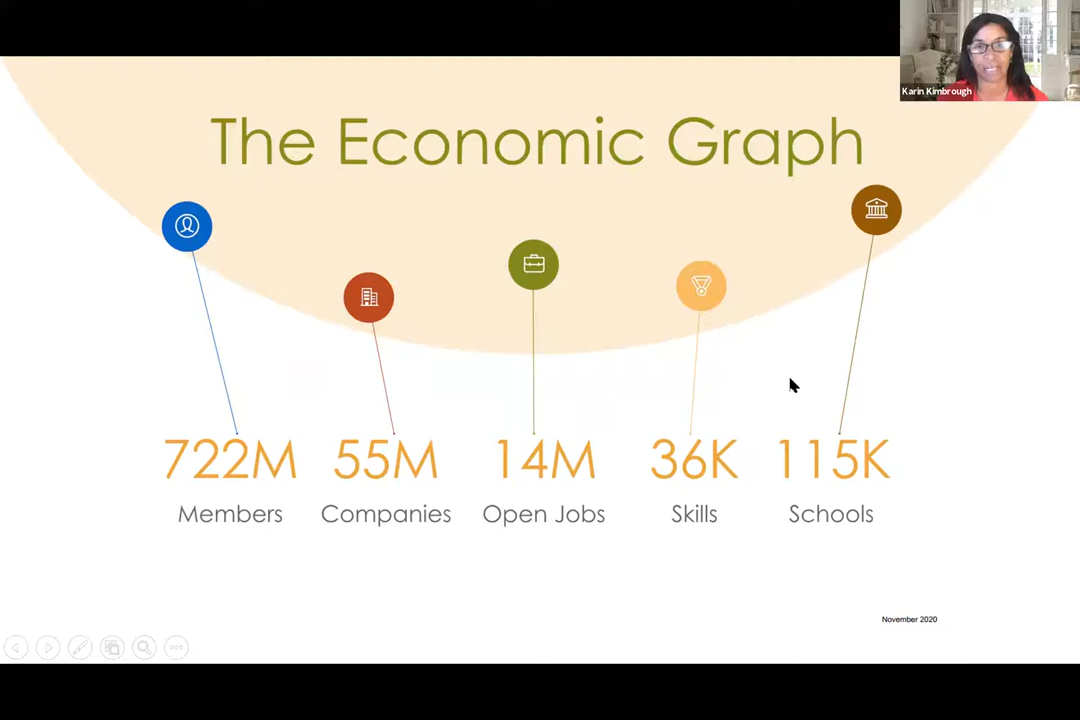 Karin Kimbrough
The Economic Graph
722M 55M 14M 36K 115K
Members Companies Open Jobs Skills Schools
November 2020